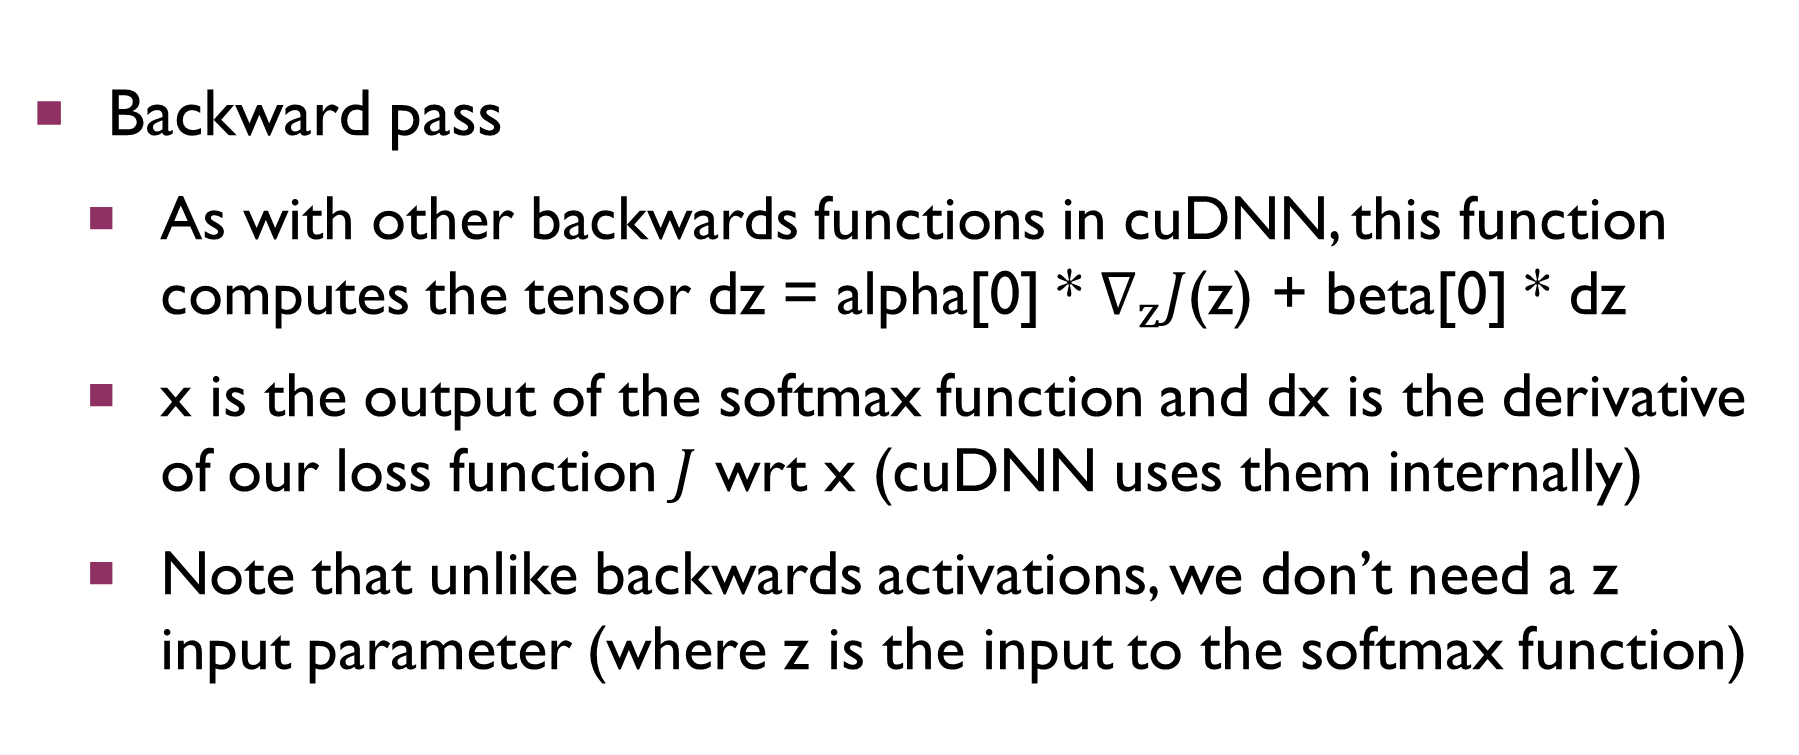 Backward pass
As with other backwards functions in cuDNN, this function
computes the tensor dz = alpha[0] * ∇zJ(z) + beta[0] * dz
x is the output of the softmax function and dx is the derivative
of our loss function J wrt x (cuDNN uses them internally)
Note that unlike backwards activations, we don’t need a z
input parameter (where z is the input to the softmax function)